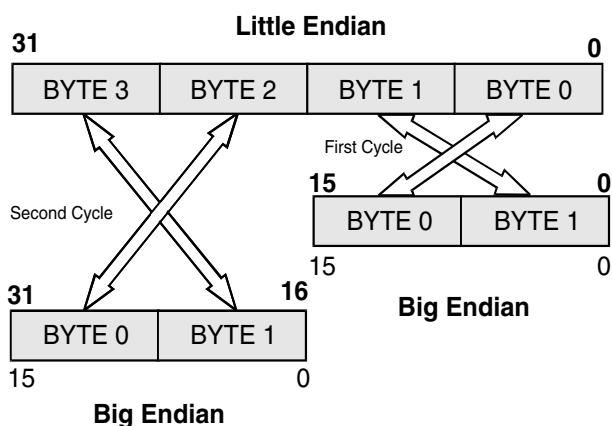 Little Endian
31 0
BYTE 3 BYTE 2 BYTE 1 BYTE 0
First Cycle
15 0
BYTE 0 BYTE 1
15 0
Big Endian
Second Cycle
31 16
BYTE 0 BYTE 1
15 0
Big Endian